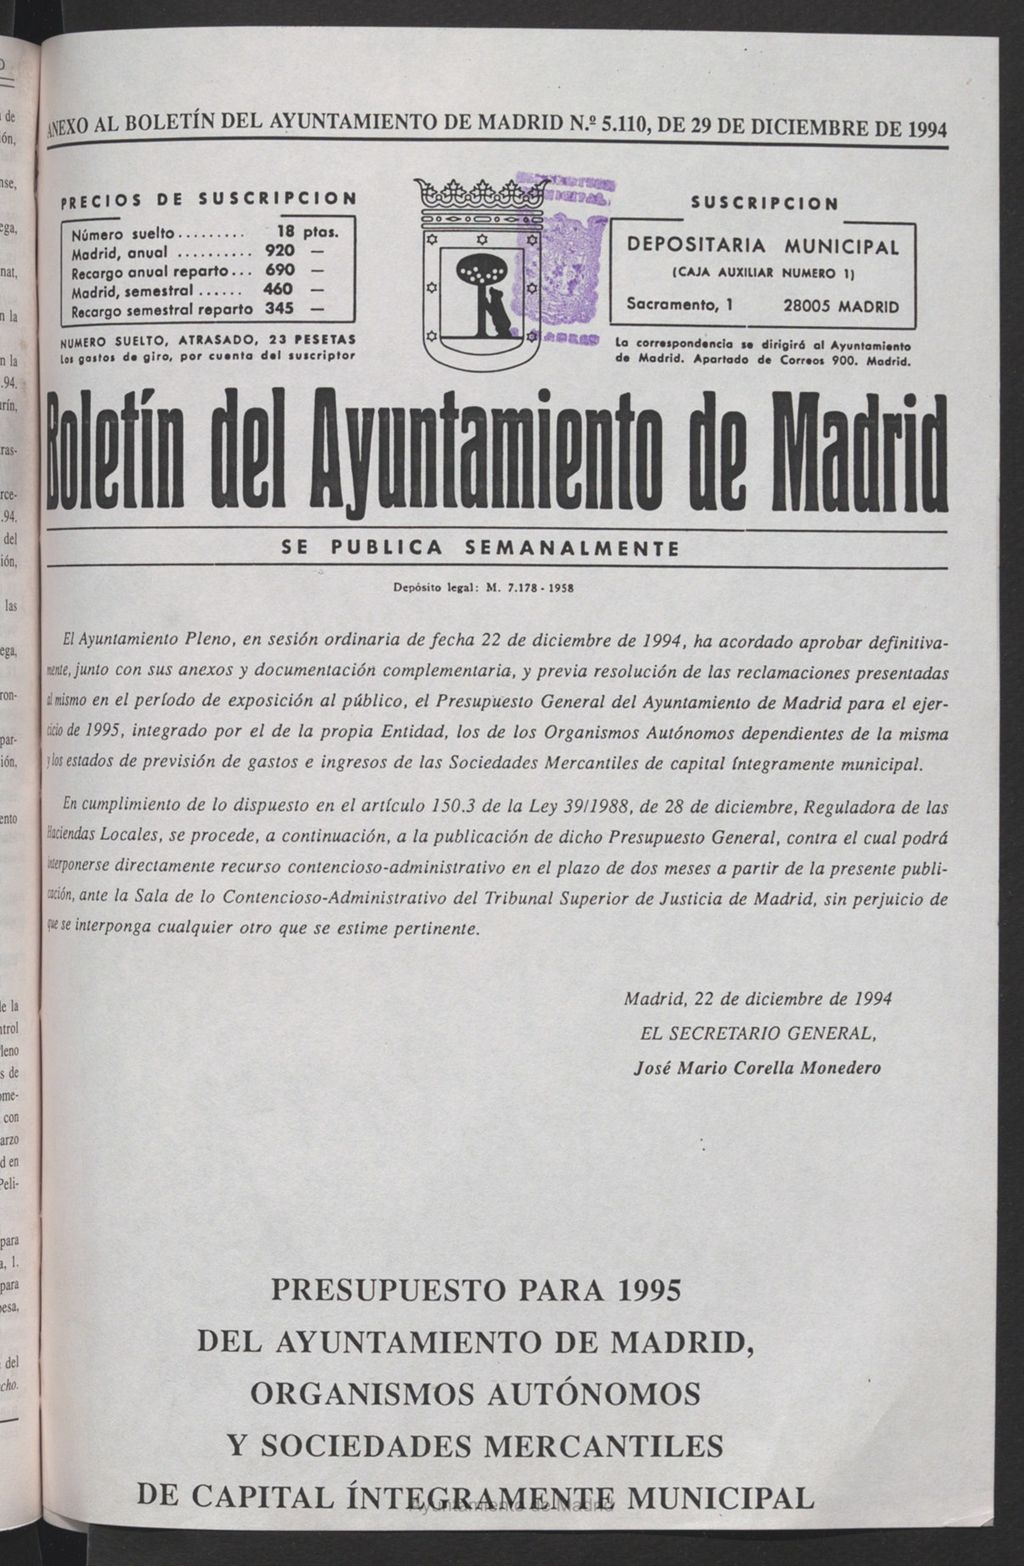 ANEXO AL BOLETÍN DEL AYUNTAMIENTO DE MADRID N.º 5.110, DE 29 DE DICIEMBRE DE 1994
PRECIOS DE SUSCRIPCION
Número suelto......... 18 ptas.
Madrid, anual .......... 920 —
Recargo anual reparto... 690 —
Madrid, semestral ...... 460 —
Recargo semestral reparto 345 —
NUMERO SUELTO, ATRASADO, 23 PESETAS
Los gastos de giro, por cuenta del suscriptor
SUSCRIPCION
DEPOSITARIA MUNICIPAL
(CAJA AUXILIAR NUMERO 1)
Sacramento, 1 28005 MADRID
La correspondencia se dirigirá al Ayuntamiento
de Madrid. Apartado de Correos 900. Madrid.
Boletín del Ayuntamiento de Madrid
SE PUBLICA SEMANALMENTE
Depósito legal: M. 7.178 - 1958
El Ayuntamiento Pleno, en sesión ordinaria de fecha 22 de diciembre de 1994, ha acordado aprobar definitiva-
mente, junto con sus anexos y documentación complementaria, y previa resolución de las reclamaciones presentadas
al mismo en el período de exposición al público, el Presupuesto General del Ayuntamiento de Madrid para el ejer-
cicio de 1995, integrado por el de la propia Entidad, los de los Organismos Autónomos dependientes de la misma
y los estados de previsión de gastos e ingresos de las Sociedades Mercantiles de capital íntegramente municipal.
En cumplimiento de lo dispuesto en el artículo 150.3 de la Ley 39/1988, de 28 de diciembre, Reguladora de las
Haciendas Locales, se procede, a continuación, a la publicación de dicho Presupuesto General, contra el cual podrá
interponerse directamente recurso contencioso-administrativo en el plazo de dos meses a partir de la presente publi-
cación, ante la Sala de lo Contencioso-Administrativo del Tribunal Superior de Justicia de Madrid, sin perjuicio de
que se interponga cualquier otro que se estime pertinente.
Madrid, 22 de diciembre de 1994
EL SECRETARIO GENERAL,
José Mario Corella Monedero
PRESUPUESTO PARA 1995
DEL AYUNTAMIENTO DE MADRID,
ORGANISMOS AUTÓNOMOS
Y SOCIEDADES MERCANTILES
DE CAPITAL ÍNTEGRAMENTE MUNICIPAL
Ayuntamiento de Madrid